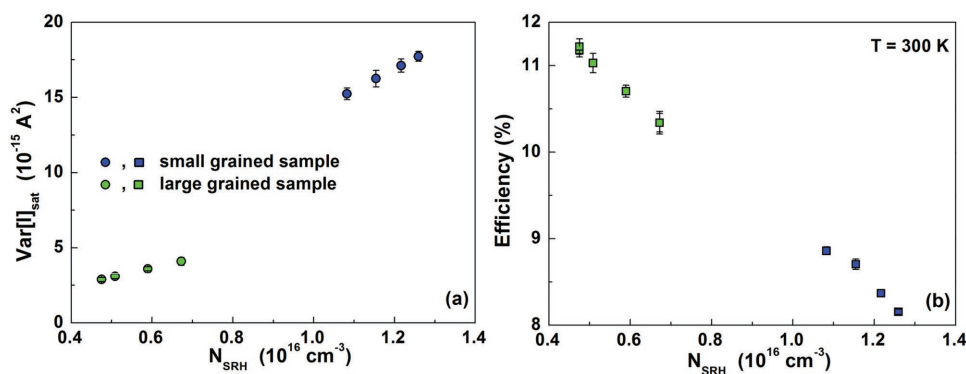 20
15
10
5
0
Var[I]sat (10-15 A2)
, small grained sample
, large grained sample
(a)
0.4 0.6 0.8 1.0 1.2 1.4
NSRH (1016 cm-3)
12
11
10
9
8
Efficiency (%)
T = 300 K
(b)
0.4 0.6 0.8 1.0 1.2 1.4
NSRH (1016 cm-3)